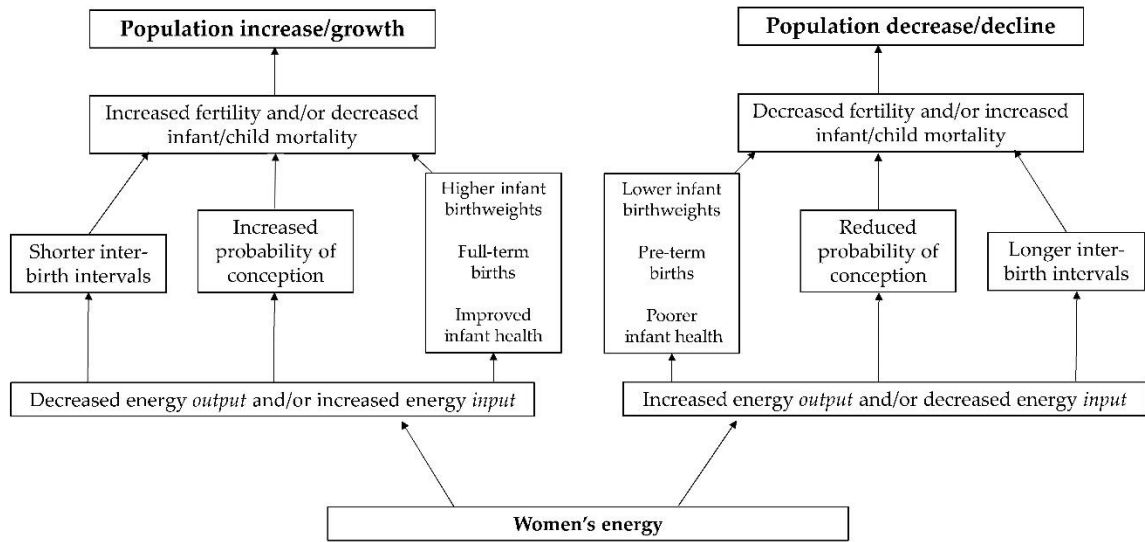 Population increase/growth
Increased fertility and/or decreased
infant/child mortality
Shorter inter-
birth intervals
Increased
probability of
conception
Higher infant
birthweights
Full-term
births
Improved
infant health
Decreased energy output and/or increased energy input
Population decrease/decline
Decreased fertility and/or increased
infant/child mortality
Lower infant
birthweights
Pre-term
births
Poorer
infant health
Reduced
probability of
conception
Longer inter-
birth intervals
Increased energy output and/or decreased energy input
Women's energy